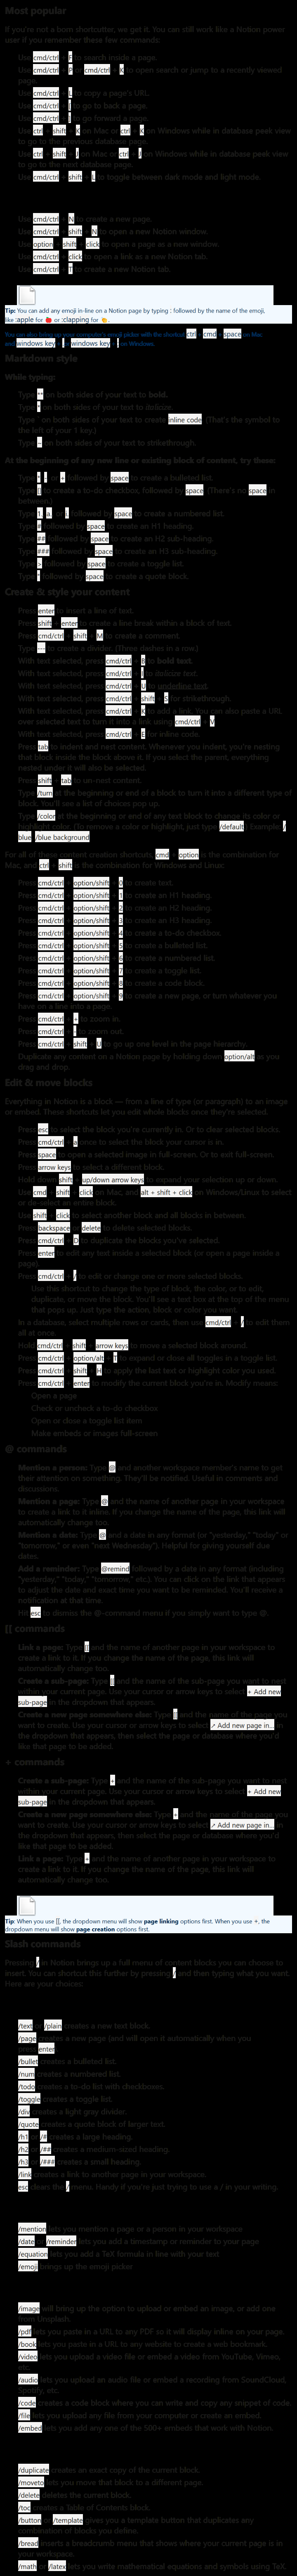 Most popular
If you're not a born shortcutter, we get it. You can still work like a Notion power
user if you remember these few commands:
Use cmd/ctrl + P to search inside a page.
Use cmd/ctrl + P or cmd/ctrl + K to open search or jump to a recently viewed
page.
Use cmd/ctrl + L to copy a page's URL.
Use cmd/ctrl + [ to go back a page.
Use cmd/ctrl + ] to go forward a page.
Use ctrl + shift + K on Mac or ctrl + K on Windows while in database peek view
to go to the previous database page.
Use ctrl + shift + J on Mac or ctrl + J on Windows while in database peek view
to go to the next database page.
Use cmd/ctrl + shift + L to toggle between dark mode and light mode.
Use cmd/ctrl + N to create a new page.
Use cmd/ctrl + shift + N to open a new Notion window.
Use option + shift + click to open a page as a new window.
Use cmd/ctrl + click to open a link as a new Notion tab.
Use cmd/ctrl + T to create a new Notion tab.
Tip: You can add any emoji in-line on a Notion page by typing : followed by the name of the emoji,
like :apple for 🍎 or :clapping for 👏.
You can also bring up your computer's emoji picker with the shortcut ctrl + cmd + space on Mac
and windows key + . or windows key + ; on Windows.
Markdown style
While typing:
Type ** on both sides of your text to bold.
Type * on both sides of your text to italicize.
Type ` on both sides of your text to create inline code. (That's the symbol to
the left of your 1 key.)
Type ~ on both sides of your text to strikethrough.
At the beginning of any new line or existing block of content, try these:
Type *, -, or + followed by space to create a bulleted list.
Type [] to create a to-do checkbox, followed by space. (There's no space in
between.)
Type 1., a., or i. followed by space to create a numbered list.
Type # followed by space to create an H1 heading.
Type ## followed by space to create an H2 sub-heading.
Type ### followed by space to create an H3 sub-heading.
Type > followed by space to create a toggle list.
Type " followed by space to create a quote block.
Create & style your content
Press enter to insert a line of text.
Press shift + enter to create a line break within a block of text.
Press cmd/ctrl + shift + M to create a comment.
Type --- to create a divider. (Three dashes in a row.)
With text selected, press cmd/ctrl + B to bold text.
With text selected, press cmd/ctrl + I to italicize text.
With text selected, press cmd/ctrl + U to underline text.
With text selected, press cmd/ctrl + shift + S for strikethrough.
With text selected, press cmd/ctrl + K to add a link. You can also paste a URL
over selected text to turn it into a link using cmd/ctrl + V.
With text selected, press cmd/ctrl + E for inline code.
Press tab to indent and nest content. Whenever you indent, you're nesting
that block inside the block above it. If you select the parent, everything
nested under it will also be selected.
Press shift + tab to un-nest content.
Type /turn at the beginning or end of a block to turn it into a different type of
block. You'll see a list of choices pop up.
Type /color at the beginning or end of any text block to change its color or
highlight color. (To remove a color or highlight, just type /default.) Example: /
blue, /blue background
For all of these content creation shortcuts, cmd + option is the combination for
Mac, and ctrl + shift is the combination for Windows and Linux:
Press cmd/ctrl + option/shift + 0 to create text.
Press cmd/ctrl + option/shift + 1 to create an H1 heading.
Press cmd/ctrl + option/shift + 2 to create an H2 heading.
Press cmd/ctrl + option/shift + 3 to create an H3 heading.
Press cmd/ctrl + option/shift + 4 to create a to-do checkbox.
Press cmd/ctrl + option/shift + 5 to create a bulleted list.
Press cmd/ctrl + option/shift + 6 to create a numbered list.
Press cmd/ctrl + option/shift + 7 to create a toggle list.
Press cmd/ctrl + option/shift + 8 to create a code block.
Press cmd/ctrl + option/shift + 9 to create a new page, or turn whatever you
have on a line into a page.
Press cmd/ctrl + + to zoom in.
Press cmd/ctrl + - to zoom out.
Press cmd/ctrl + shift + U to go up one level in the page hierarchy.
Duplicate any content on a Notion page by holding down option/alt as you
drag and drop.
Edit & move blocks
Everything in Notion is a block — from a line of type (or paragraph) to an image
or embed. These shortcuts let you edit whole blocks once they're selected.
Press esc to select the block you're currently in. Or to clear selected blocks.
Press cmd/ctrl + a once to select the block your cursor is in.
Press space to open a selected image in full-screen. Or to exit full-screen.
Press arrow keys to select a different block.
Hold down shift + up/down arrow keys to expand your selection up or down.
Use cmd + shift + click on Mac, and alt + shift + click on Windows/Linux to select
or de-select an entire block.
Use shift + click to select another block and all blocks in between.
Press backspace or delete to delete selected blocks.
Press cmd/ctrl + D to duplicate the blocks you've selected.
Press enter to edit any text inside a selected block (or open a page inside a
page).
Press cmd/ctrl + / to edit or change one or more selected blocks.
Use this shortcut to change the type of block, the color, or to edit,
duplicate, or move the block. You'll see a text box at the top of the menu
that pops up. Just type the action, block or color you want.
In a database, select multiple rows or cards, then use cmd/ctrl + / to edit them
all at once.
Hold cmd/ctrl + shift + arrow keys to move a selected block around.
Press cmd/ctrl + option/alt + T to expand or close all toggles in a toggle list.
Press cmd/ctrl + shift + H to apply the last text or highlight color you used.
Press cmd/ctrl + enter to modify the current block you're in. Modify means:
Open a page
Check or uncheck a to-do checkbox
Open or close a toggle list item
Make embeds or images full-screen
@ commands
Mention a person: Type @ and another workspace member's name to get
their attention on something. They'll be notified. Useful in comments and
discussions.
Mention a page: Type @ and the name of another page in your workspace
to create a link to it inline. If you change the name of the page, this link will
automatically change too.
Mention a date: Type @ and a date in any format (or "yesterday," "today" or
"tomorrow," or even "next Wednesday"). Helpful for giving yourself due
dates.
Add a reminder: Type @remind followed by a date in any format (including
"yesterday," "today," "tomorrow," etc.). You can click on the link that appears
to adjust the date and exact time you want to be reminded. You'll receive a
notification at that time.
Hit esc to dismiss the @-command menu if you simply want to type @.
[[ commands
Link a page: Type [[ and the name of another page in your workspace to
create a link to it. If you change the name of the page, this link will
automatically change too.
Create a sub-page: Type [[ and the name of the sub-page you want to nest
within your current page. Use your cursor or arrow keys to select + Add new
sub-page in the dropdown that appears.
Create a new page somewhere else: Type [[ and the name of the page you
want to create. Use your cursor or arrow keys to select ↗ Add new page in... in
the dropdown that appears, then select the page or database where you'd
like that page to be added.
+ commands
Create a sub-page: Type + and the name of the sub-page you want to nest
within your current page. Use your cursor or arrow keys to select + Add new
sub-page in the dropdown that appears.
Create a new page somewhere else: Type + and the name of the page you
want to create. Use your cursor or arrow keys to select ↗ Add new page in... in
the dropdown that appears, then select the page or database where you'd
like that page to be added.
Link a page: Type + and the name of another page in your workspace to
create a link to it. If you change the name of the page, this link will
automatically change too.
Tip: When you use [[, the dropdown menu will show page linking options first. When you use +, the
dropdown menu will show page creation options first.
Slash commands
Pressing / in Notion brings up a full menu of content blocks you can choose to
insert. You can shortcut this further by pressing / and then typing what you want.
Here are your choices:
/text or /plain creates a new text block.
/page creates a new page (and will open it automatically when you
press enter).
/bullet creates a bulleted list.
/num creates a numbered list.
/todo creates a to-do list with checkboxes.
/toggle creates a toggle list.
/div creates a light gray divider.
/quote creates a quote block of larger text.
/h1 or /# creates a large heading.
/h2 or /## creates a medium-sized heading.
/h3 or /### creates a small heading.
/link creates a link to another page in your workspace.
esc clears the / menu. Handy if you're just trying to use a / in your writing.
/mention lets you mention a page or a person in your workspace
/date or /reminder lets you add a timestamp or reminder to your page
/equation lets you add a TeX formula in line with your text
/emoji brings up the emoji picker
/image will bring up the option to upload or embed an image, or add one
from Unsplash.
/pdf lets you paste in a URL to any PDF so it will display inline on your page.
/book lets you paste in a URL to any website to create a web bookmark.
/video lets you upload a video file or embed a video from YouTube, Vimeo,
etc.
/audio lets you upload an audio file or embed a recording from SoundCloud,
Spotify, etc.
/code creates a code block where you can write and copy any snippet of code.
/file lets you upload any file from your computer or create an embed.
/embed lets you add any one of the 500+ embeds that work with Notion.
/duplicate creates an exact copy of the current block.
/moveto lets you move that block to a different page.
/delete deletes the current block.
/toc creates a Table of Contents block.
/button or /template gives you a template button that duplicates any
combination of blocks you define.
/bread inserts a breadcrumb menu that shows where your current page is in
your workspace.
/math or /latex lets you write mathematical equations and symbols using TeX.